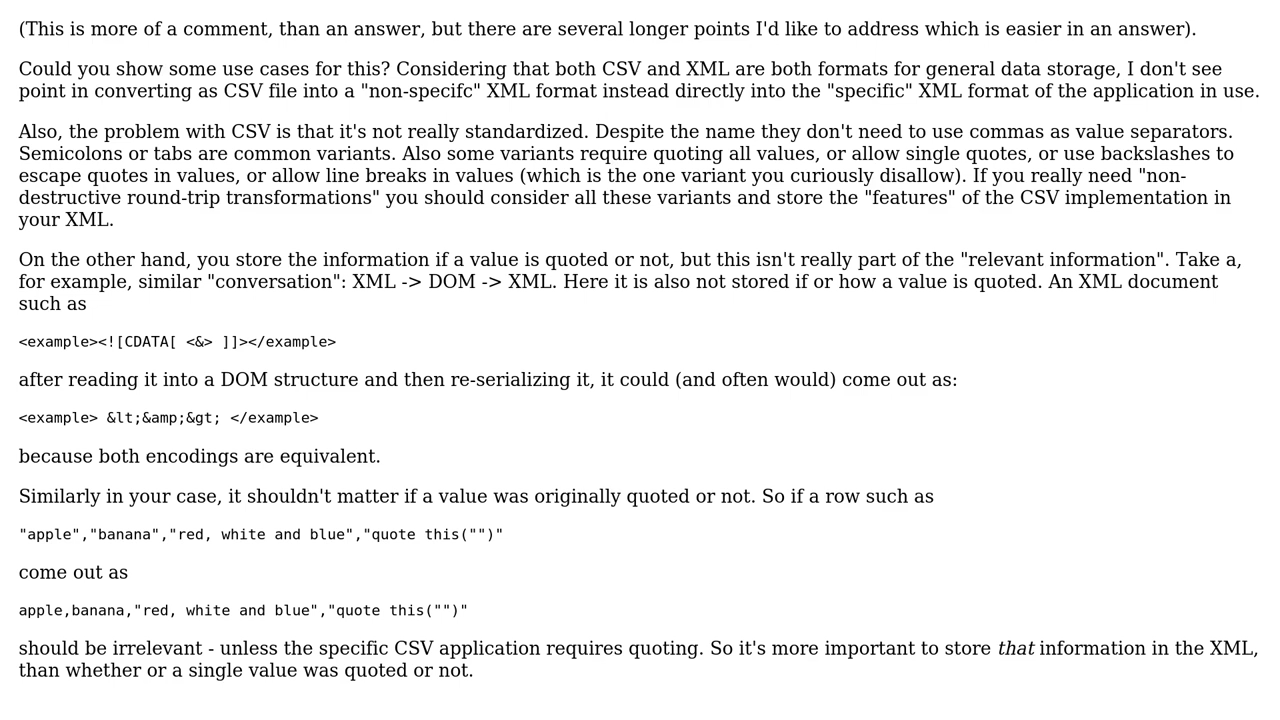 (This is more of a comment, than an answer, but there are several longer points I'd like to address which is easier in an answer).
Could you show some use cases for this? Considering that both CSV and XML are both formats for general data storage, I don't see
point in converting as CSV file into a "non-specifc" XML format instead directly into the "specific" XML format of the application in use.
Also, the problem with CSV is that it's not really standardized. Despite the name they don't need to use commas as value separators.
Semicolons or tabs are common variants. Also some variants require quoting all values, or allow single quotes, or use backslashes to
escape quotes in values, or allow line breaks in values (which is the one variant you curiously disallow). If you really need "non-
destructive round-trip transformations" you should consider all these variants and store the "features" of the CSV implementation in
your XML.
On the other hand, you store the information if a value is quoted or not, but this isn't really part of the "relevant information". Take a,
for example, similar "conversation": XML -> DOM -> XML. Here it is also not stored if or how a value is quoted. An XML document
such as
<example><![CDATA[ <&> ]]></example>
after reading it into a DOM structure and then re-serializing it, it could (and often would) come out as:
<example> &lt;&amp;&gt; </example>
because both encodings are equivalent.
Similarly in your case, it shouldn't matter if a value was originally quoted or not. So if a row such as
"apple","banana","red, white and blue","quote this("")"
come out as
apple,banana,"red, white and blue","quote this("")"
should be irrelevant - unless the specific CSV application requires quoting. So it's more important to store that information in the XML,
than whether or a single value was quoted or not.